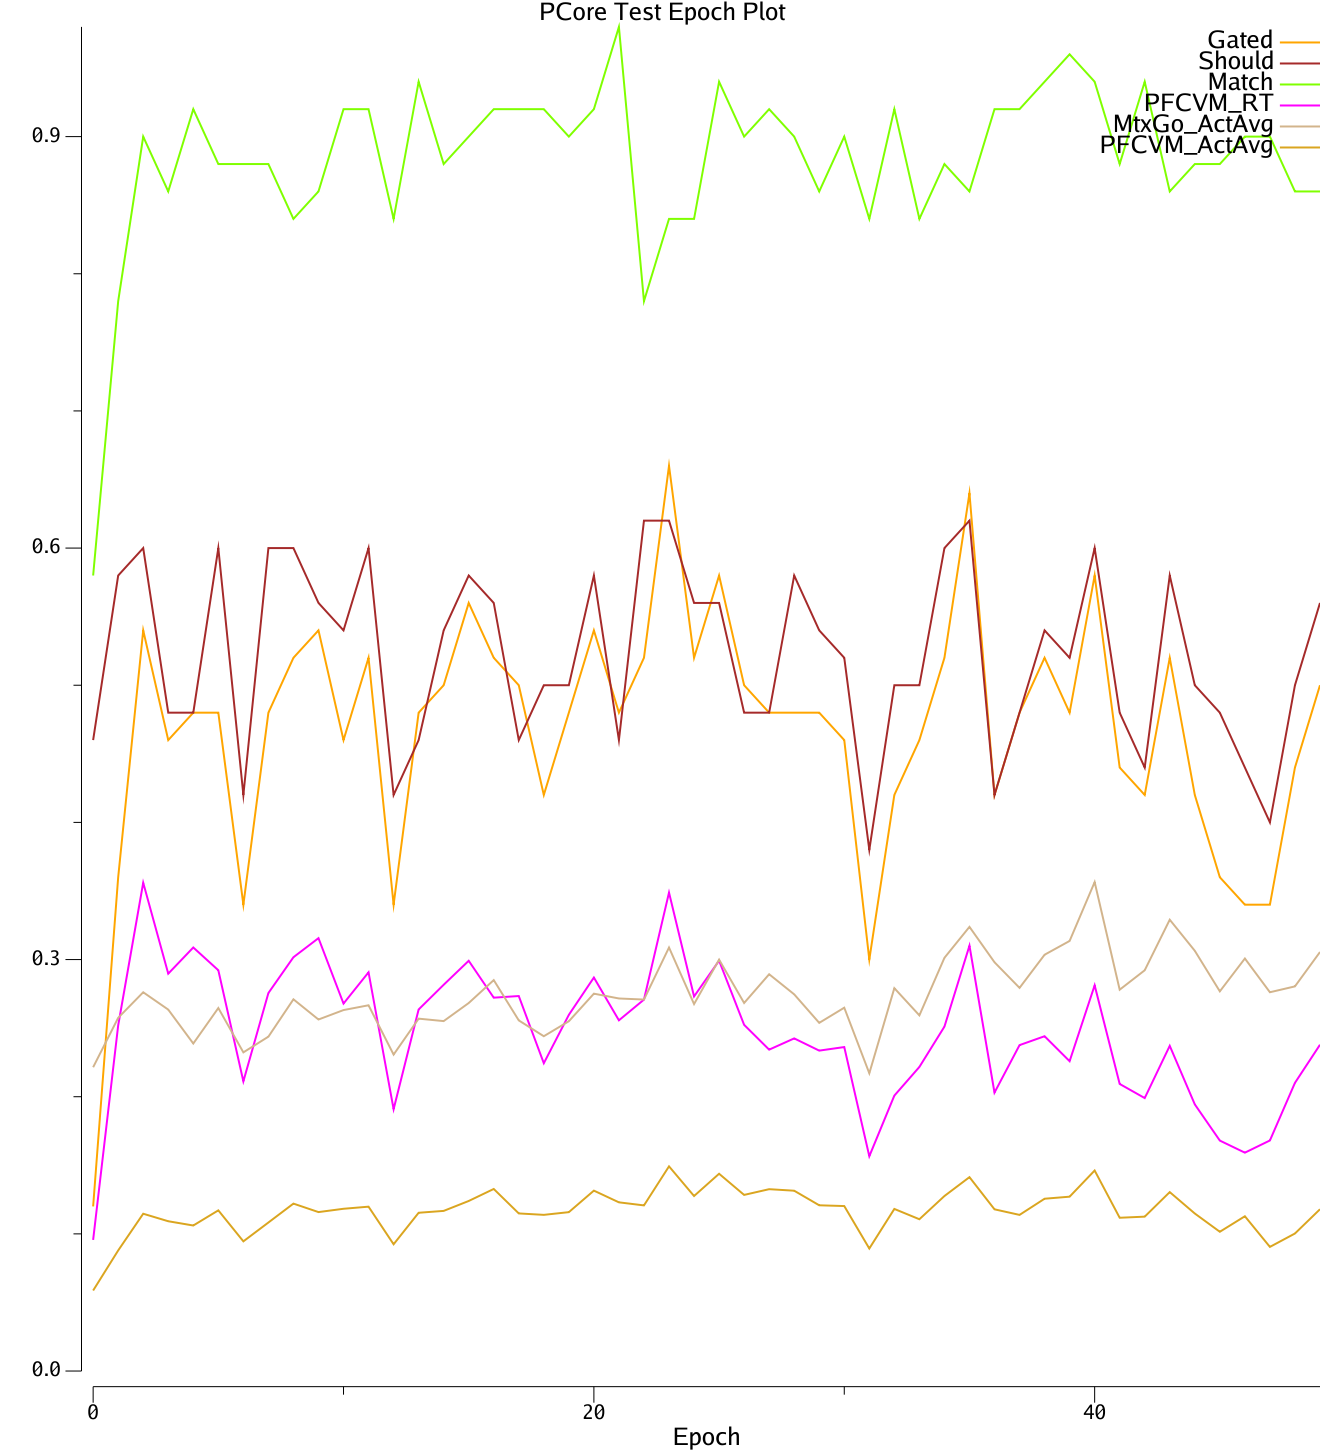 PCore Test Epoch Plot
Gated
Should
Match
PFCVM_RT
MtxGo_ActAvg
PFCVM_ActAvg
0.9
0.6
0.3
0.0
0 20 40
Epoch